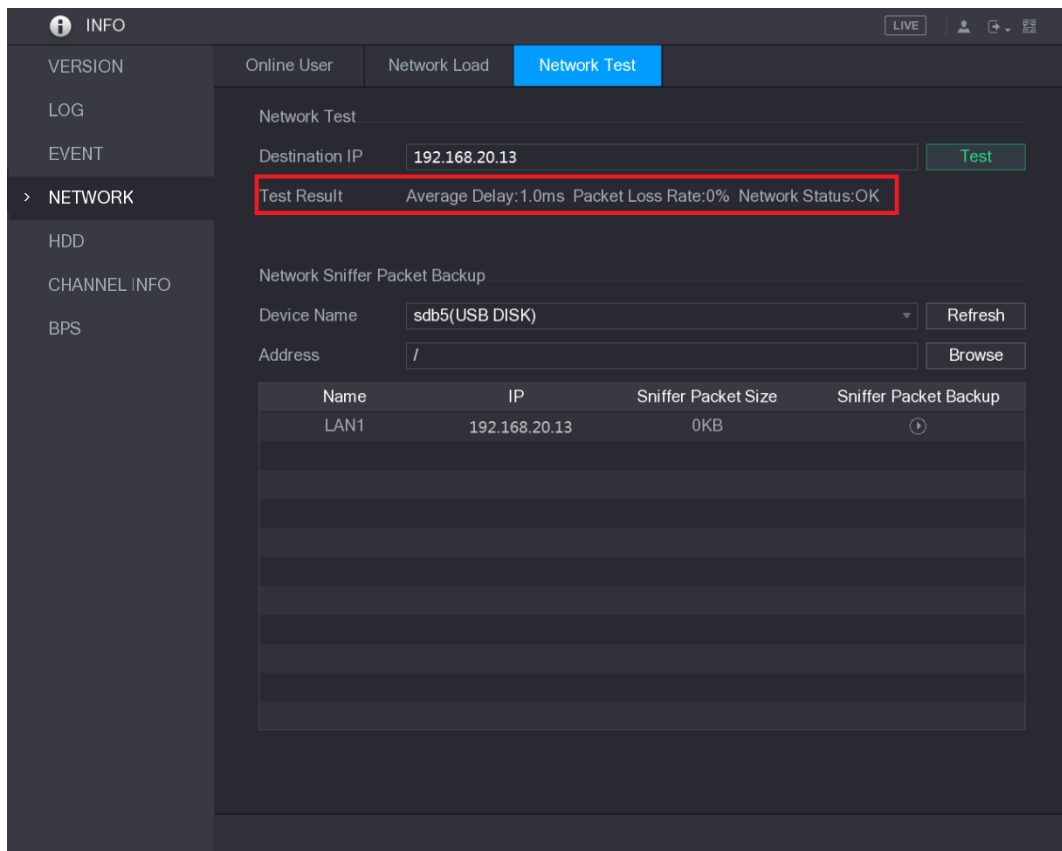 INFO
LIVE
VERSION
LOG
EVENT
NETWORK
HDD
CHANNEL INFO
BPS
Online User Network Load Network Test
Network Test
Destination IP 192.168.20.13 Test
Test Result Average Delay:1.0ms Packet Loss Rate:0% Network Status:OK
Network Sniffer Packet Backup
Device Name sdb5(USB DISK) Refresh
Address / Browse
Name IP Sniffer Packet Size Sniffer Packet Backup
LAN1 192.168.20.13 0KB